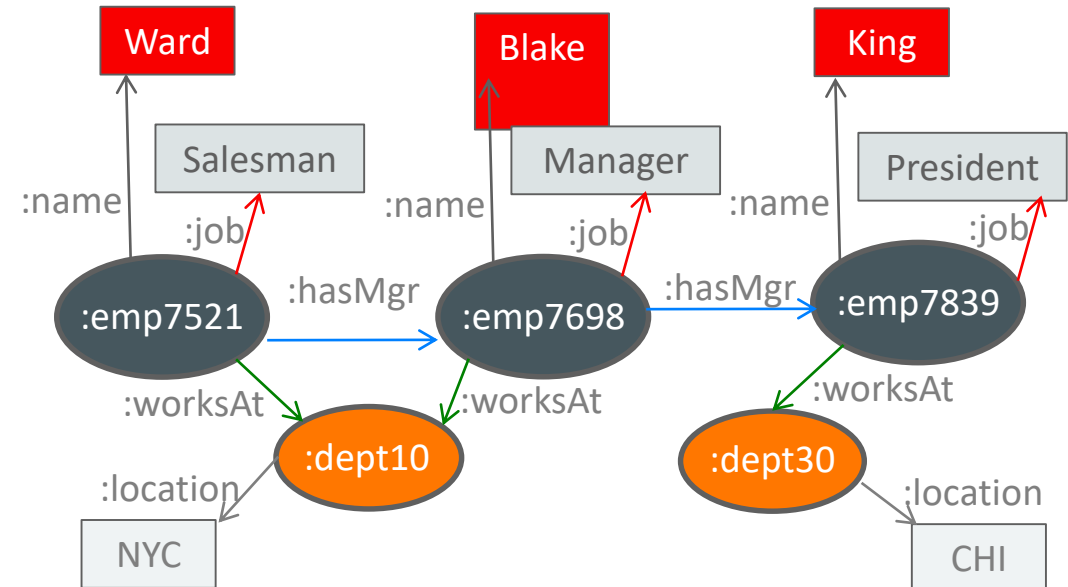 Ward
Blake
King
Salesman
Manager
President
:name
:job
:name
:job
:name
:job
:emp7521
:hasMgr
:emp7698
:hasMgr
:emp7839
:worksAt
:worksAt
:worksAt
:dept10
:dept30
:location
:location
NYC
CHI